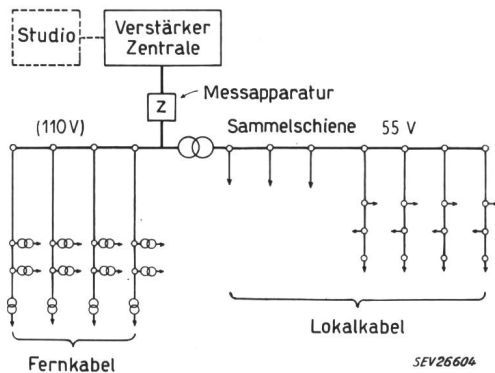 Studio
Verstärker
Zentrale
Z
Messapparatur
(110 V)
Sammelschiene 55 V
Lokalkabel
Fernkabel
SEV26604